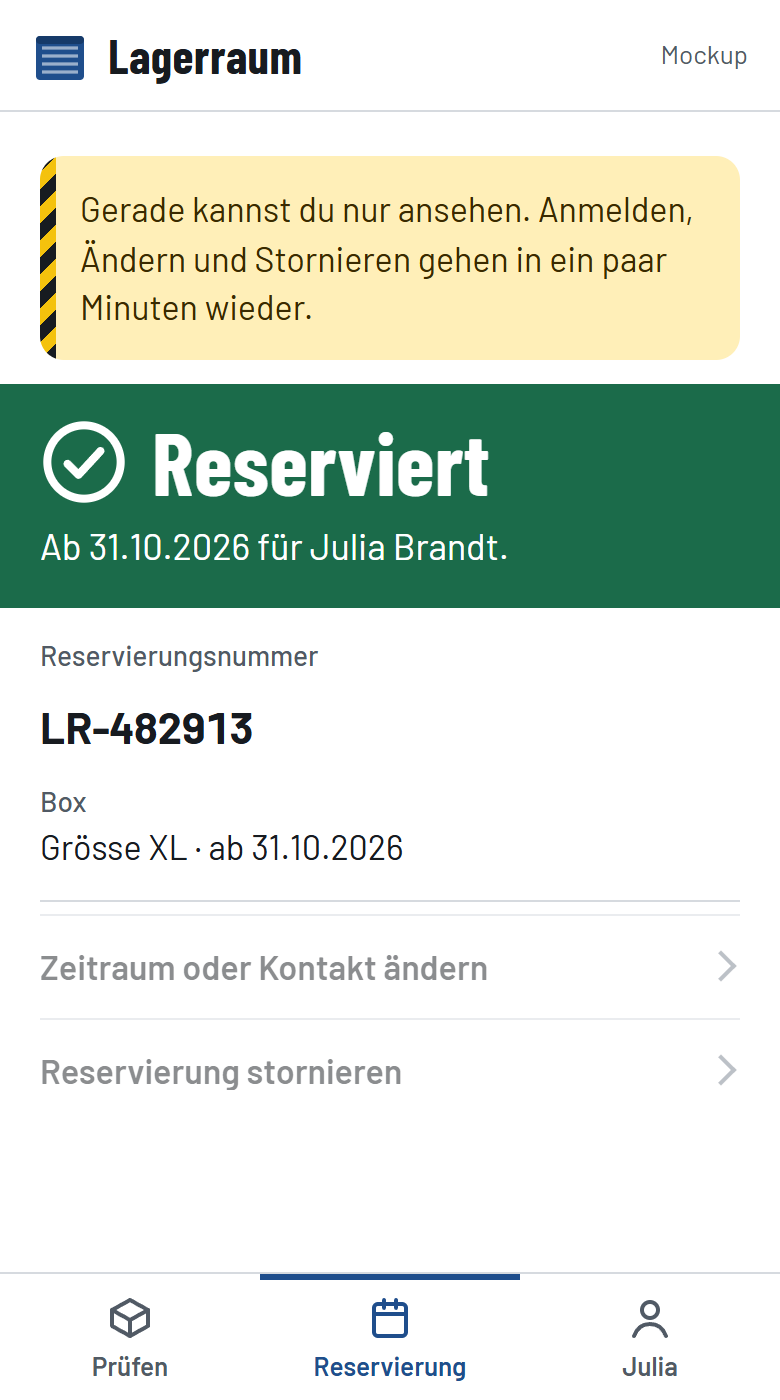 Lagerraum
Mockup
Gerade kannst du nur ansehen. Anmelden,
Ändern und Stornieren gehen in ein paar
Minuten wieder.
Reserviert
Ab 31.10.2026 für Julia Brandt.
Reservierungsnummer
LR-482913
Box
Grösse XL · ab 31.10.2026
Zeitraum oder Kontakt ändern
Reservierung stornieren
Prüfen
Reservierung
Julia